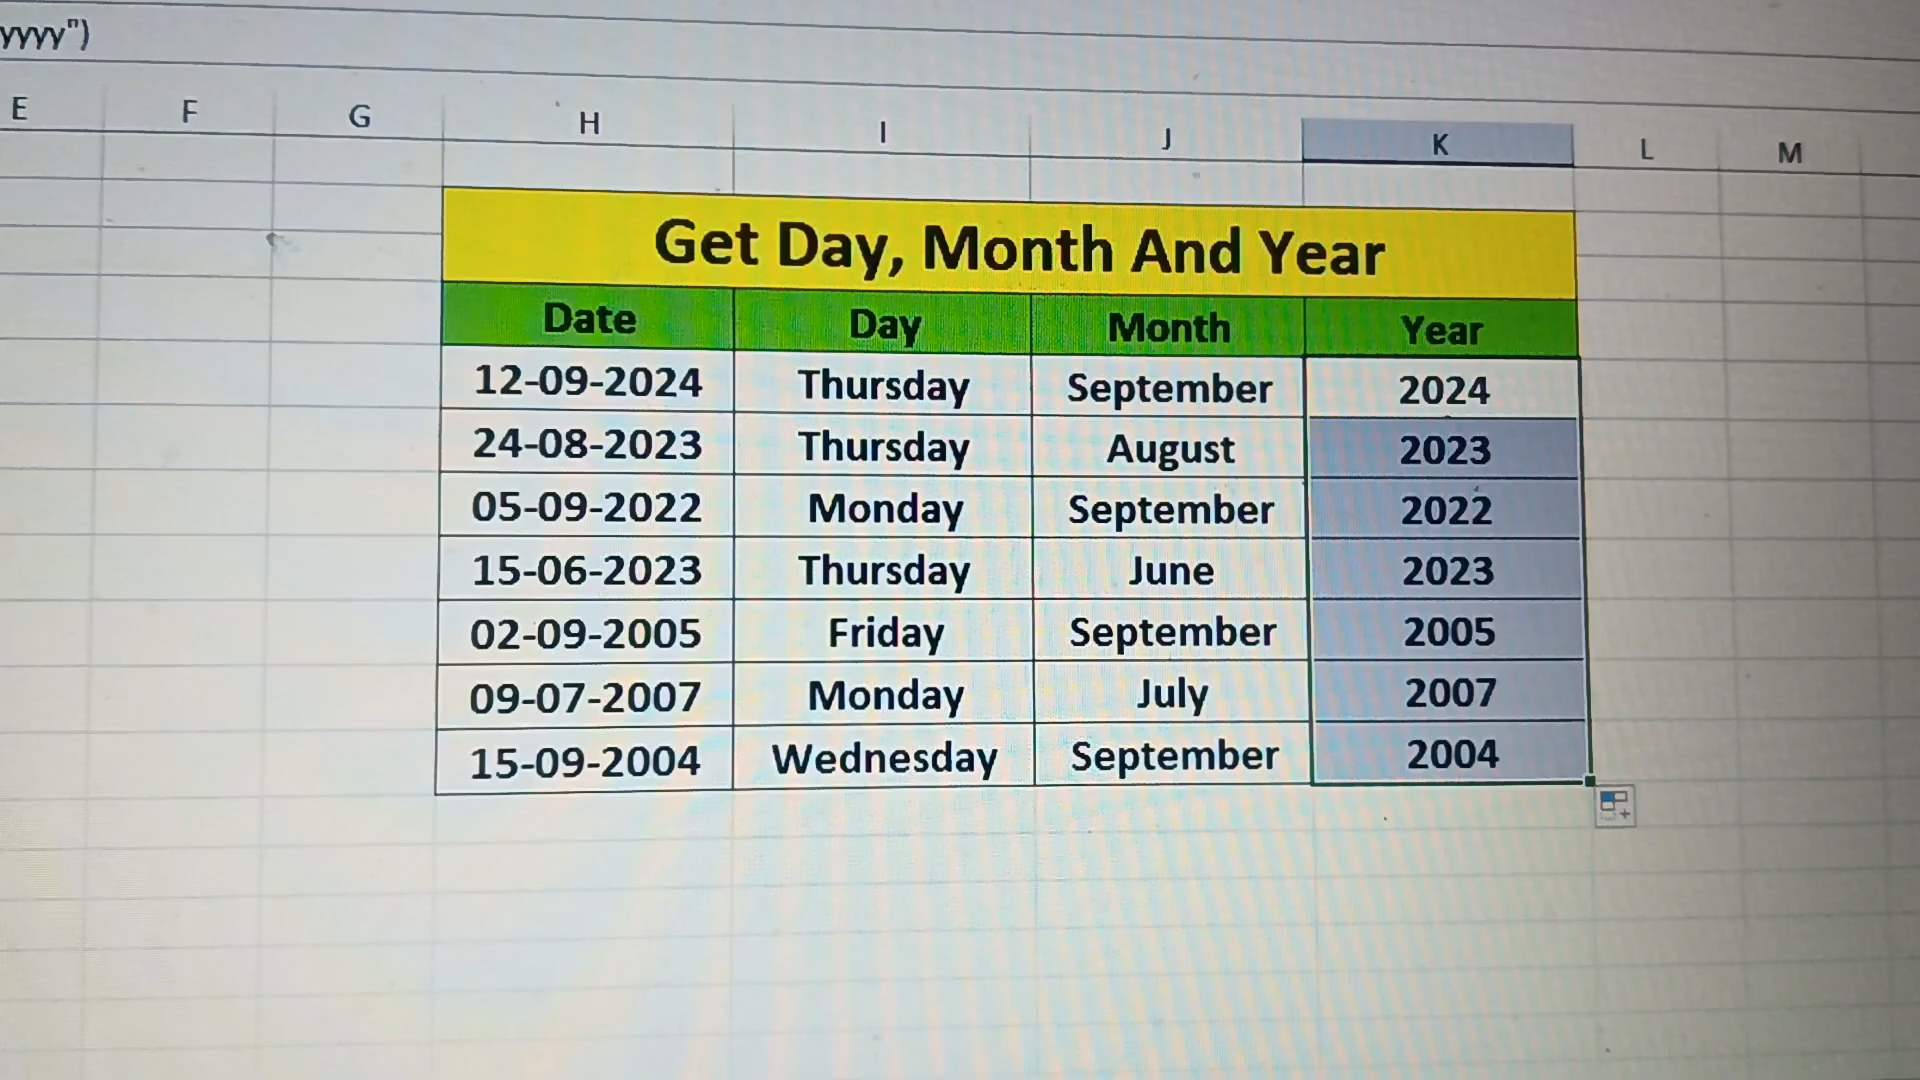 yyyy")
E F G H I J K L M
Get Day, Month And Year
Date Day Month Year
12-09-2024 Thursday September 2024
24-08-2023 Thursday August 2023
05-09-2022 Monday September 2022
15-06-2023 Thursday June 2023
02-09-2005 Friday September 2005
09-07-2007 Monday July 2007
15-09-2004 Wednesday September 2004